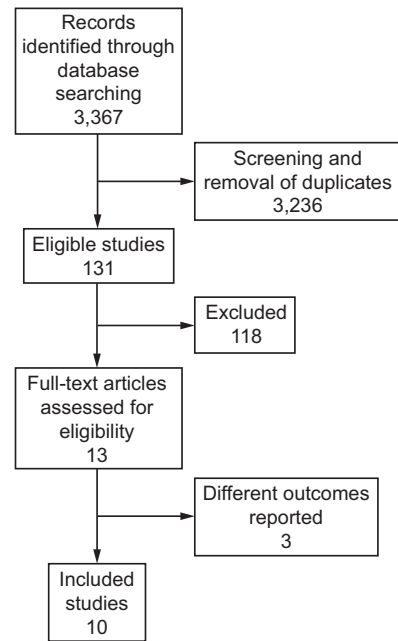 Records
identified through
database
searching
3,367
Screening and
removal of duplicates
3,236
Eligible studies
131
Excluded
118
Full-text articles
assessed for
eligibility
13
Different outcomes
reported
3
Included
studies
10